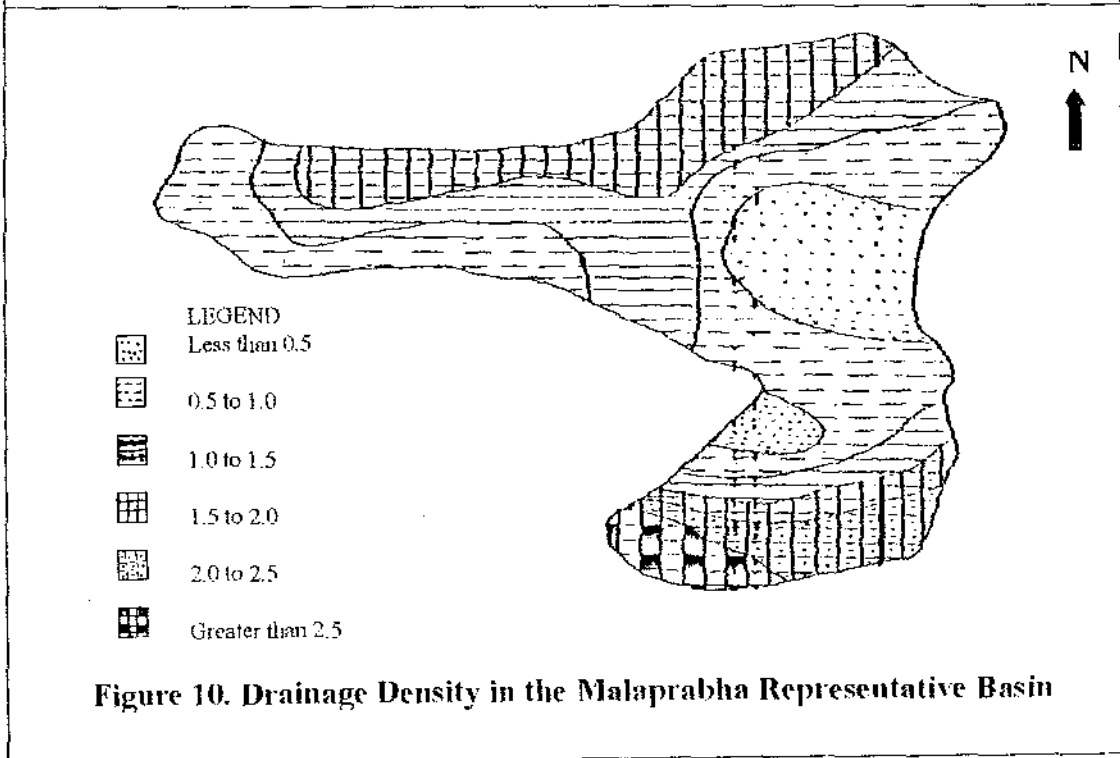 N
LEGEND
Less than 0.5
0.5 to 1.0
1.0 to 1.5
1.5 to 2.0
2.0 to 2.5
Greater than 2.5
Figure 10. Drainage Density in the Malaprabha Representative Basin